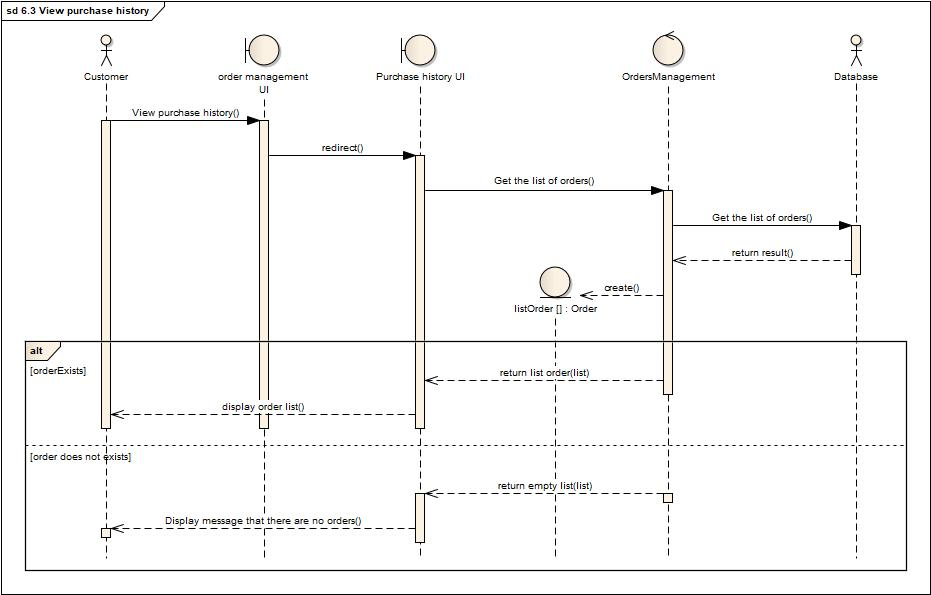 sd 6.3 View purchase history
Customer
order management
UI
Purchase history UI
OrdersManagement
Database
View purchase history()
redirect()
Get the list of orders()
Get the list of orders()
return result()
create()
listOrder [] : Order
alt
[orderExists]
return list order(list)
display order list()
[order does not exists]
return empty list(list)
Display message that there are no orders()